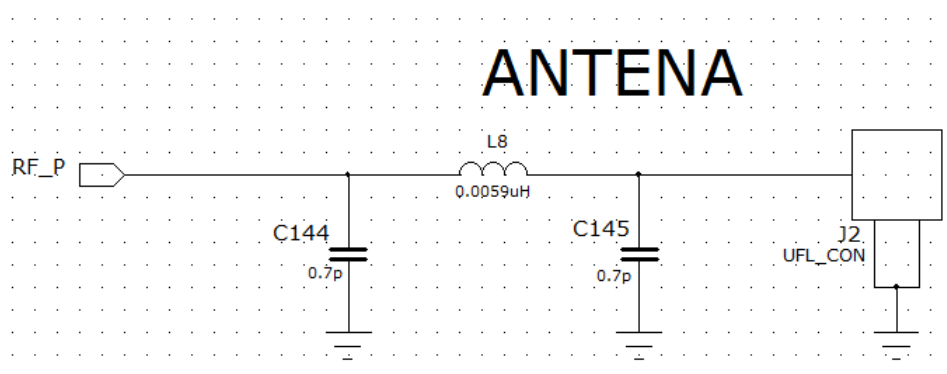 ANTENA
L8
RF_P
0.0059uH
C144
0.7p
C145
0.7p
J2
UFL_CON